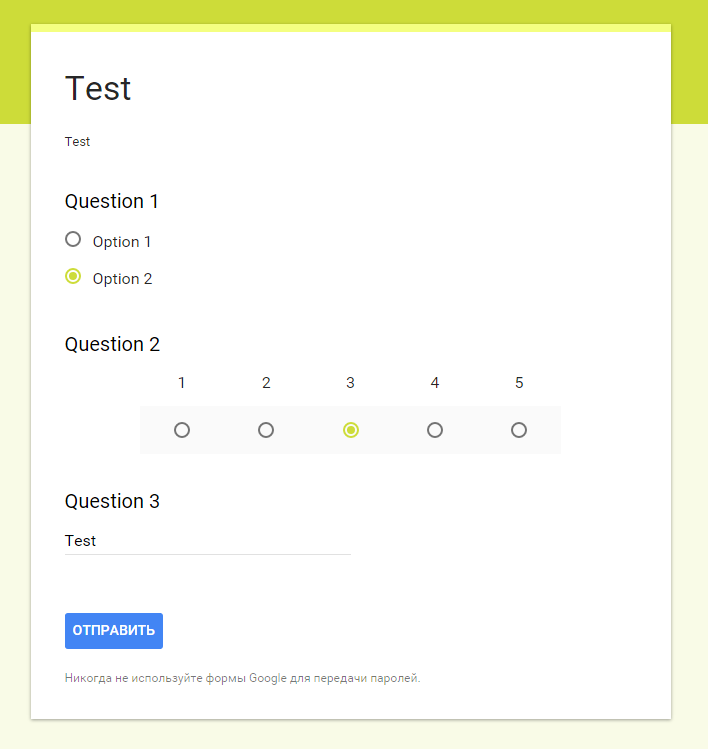 Test
Test
Question 1
Option 1
Option 2
Question 2
1 2 3 4 5
Question 3
Test
ОТПРАВИТЬ
Никогда не используйте формы Google для передачи паролей.